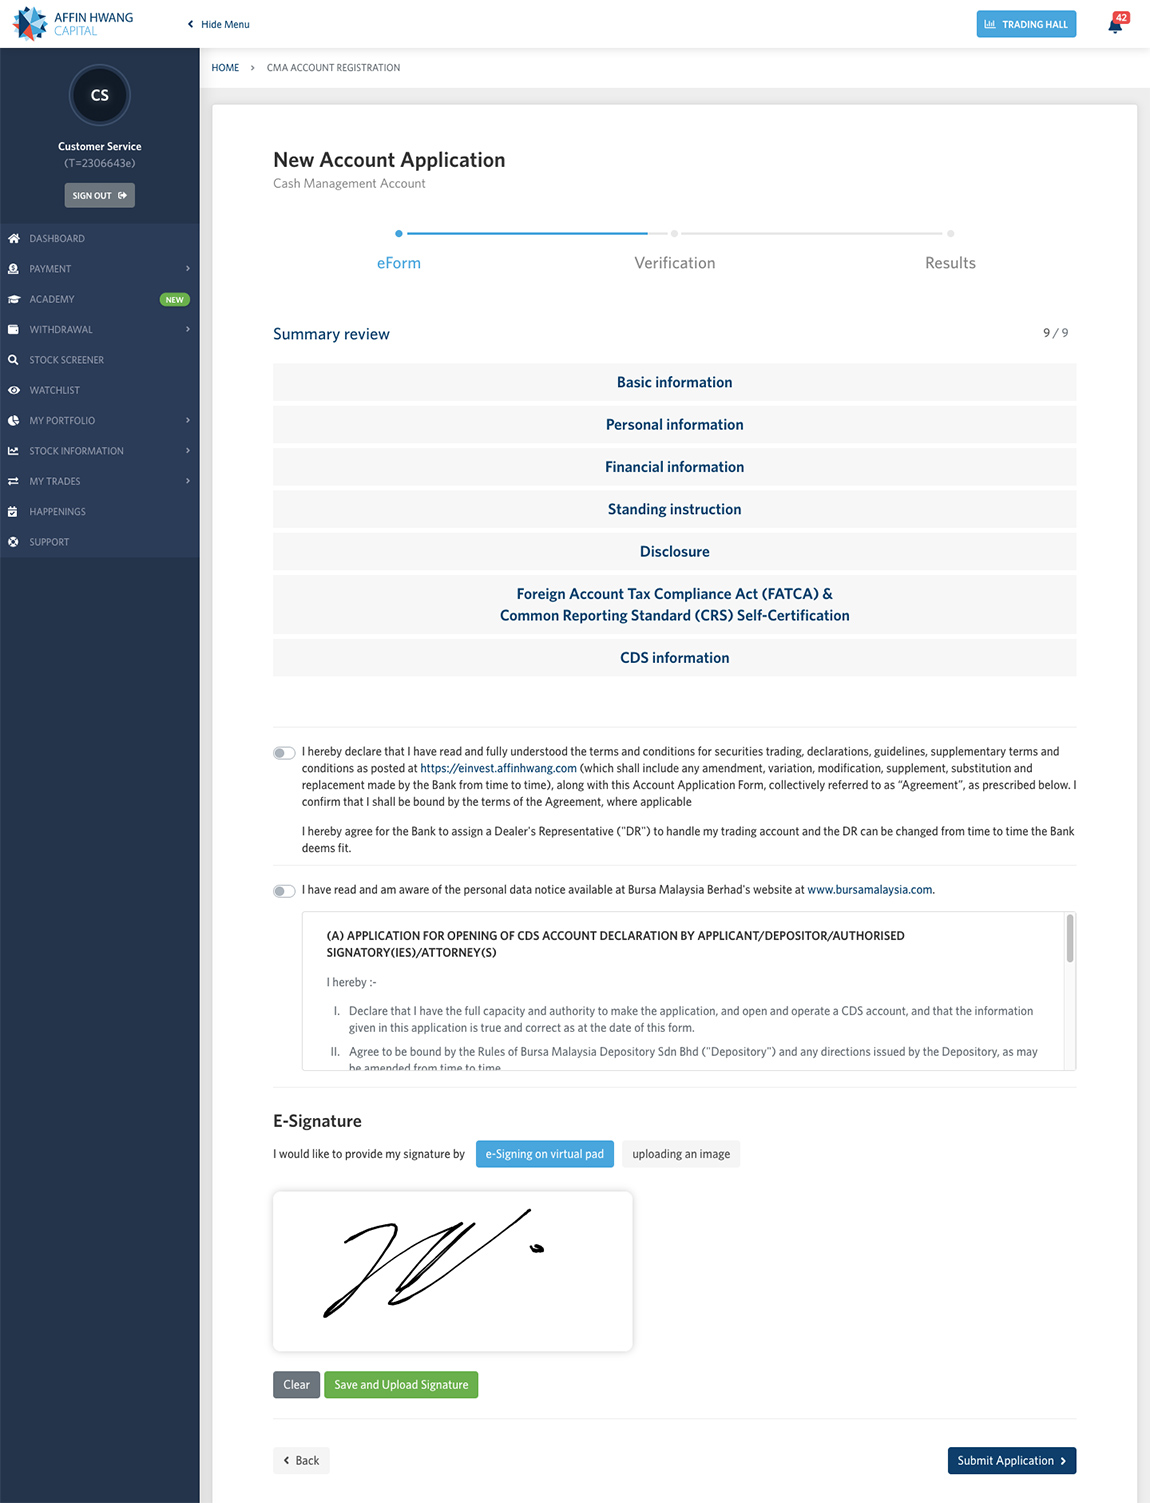 AFFIN HWANG
CAPITAL
Hide Menu
TRADING HALL
42
CS
Customer Service
(T=2306643e)
SIGN OUT
DASHBOARD
PAYMENT
ACADEMY NEW
WITHDRAWAL
STOCK SCREENER
WATCHLIST
MY PORTFOLIO
STOCK INFORMATION
MY TRADES
HAPPENINGS
SUPPORT
HOME > CMA ACCOUNT REGISTRATION
New Account Application
Cash Management Account
eForm Verification Results
Summary review 9 / 9
Basic information
Personal information
Financial information
Standing instruction
Disclosure
Foreign Account Tax Compliance Act (FATCA) &
Common Reporting Standard (CRS) Self-Certification
CDS information
I hereby declare that I have read and fully understood the terms and conditions for securities trading, declarations, guidelines, supplementary terms and
conditions as posted at https://einvest.affinhwang.com (which shall include any amendment, variation, modification, supplement, substitution and
replacement made by the Bank from time to time), along with this Account Application Form, collectively referred to as “Agreement”, as prescribed below. I
confirm that I shall be bound by the terms of the Agreement, where applicable
I hereby agree for the Bank to assign a Dealer's Representative ("DR") to handle my trading account and the DR can be changed from time to time the Bank
deems fit.
I have read and am aware of the personal data notice available at Bursa Malaysia Berhad's website at www.bursamalaysia.com.
(A) APPLICATION FOR OPENING OF CDS ACCOUNT DECLARATION BY APPLICANT/DEPOSITOR/AUTHORISED
SIGNATORY(IES)/ATTORNEY(S)
I hereby :-
I. Declare that I have the full capacity and authority to make the application, and open and operate a CDS account, and that the information
given in this application is true and correct as at the date of this form.
II. Agree to be bound by the Rules of Bursa Malaysia Depository Sdn Bhd ("Depository") and any directions issued by the Depository, as may
be amended from time to time
E-Signature
I would like to provide my signature by e-Signing on virtual pad uploading an image
Clear Save and Upload Signature
Back Submit Application